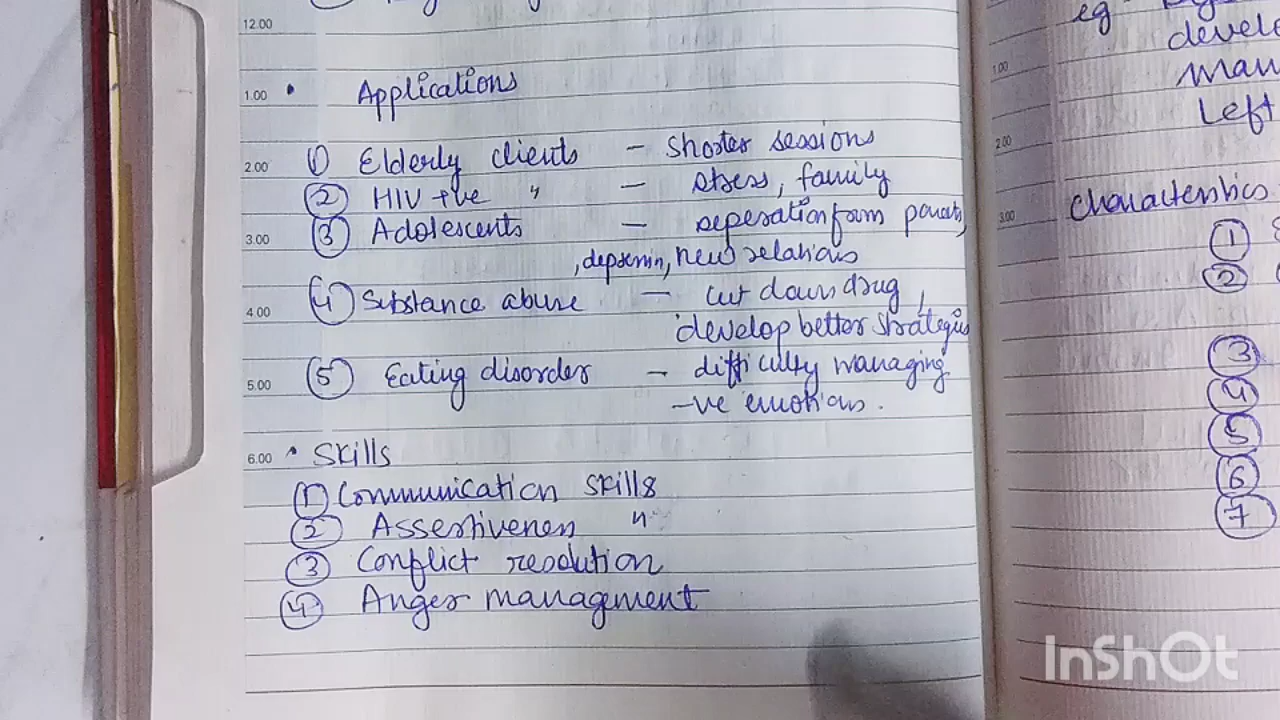 12.00
1.00 • Applications
2.00 ① Elderly clients – shorter sessions
② HIV +ve " – stress, family
3.00 ③ Adolescents – seperation from parents,
, depression, new relations
4.00 ④ Substance abuse – cut down drug,
develop better strategies
5.00 ⑤ Eating disorder – difficulty managing
-ve emotions.
6.00 • Skills
① Communication skills
② Assertiveness "
③ Conflict resolution
④ Anger managment
eg
develo
1.00 man
Left
2.00
3.00 Characteristics
①
②
③
④
⑤
⑥
⑦
InShOt